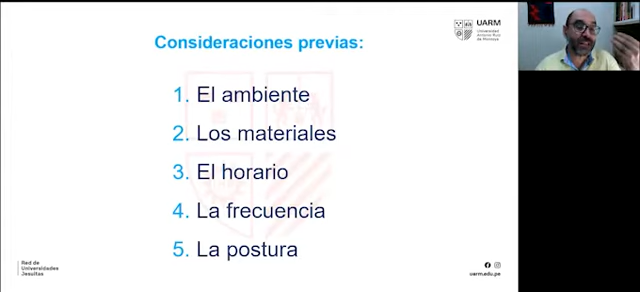 UARM
Universidad
Antonio Ruiz
de Montoya
Consideraciones previas:
1. El ambiente
2. Los materiales
3. El horario
4. La frecuencia
5. La postura
Red de
Universidades
Jesuitas
uarm.edu.pe